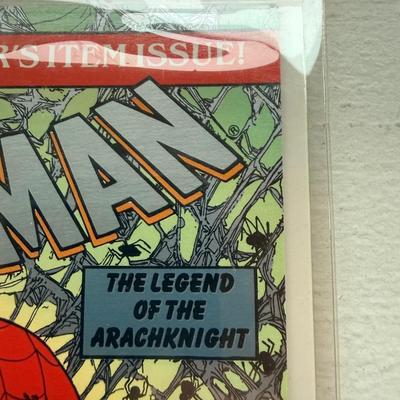 R'S ITEM ISSUE!
MAN
®
THE LEGEND
OF THE
ARACHKNIGHT